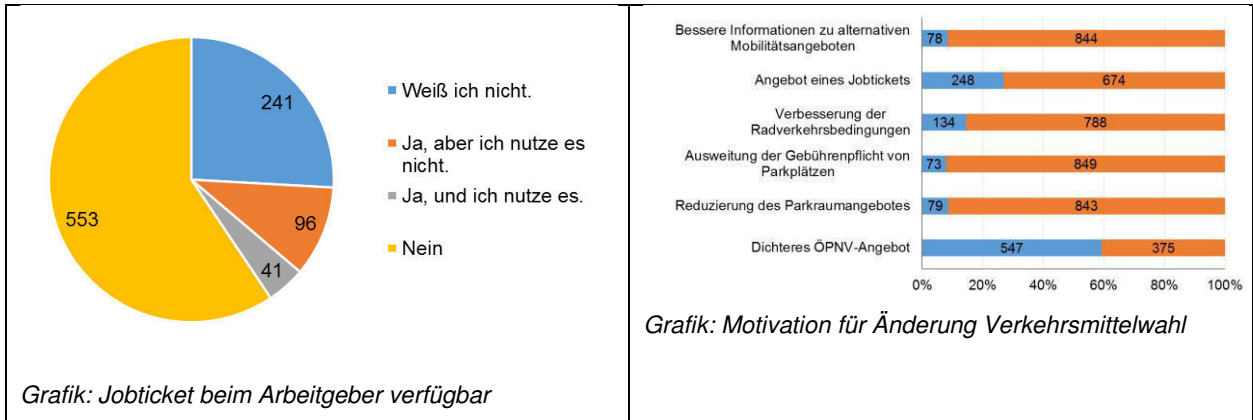 241
96
41
553
Weiß ich nicht.
Ja, aber ich nutze es
nicht.
Ja, und ich nutze es.
Nein
Grafik: Jobticket beim Arbeitgeber verfügbar
Bessere Informationen zu alternativen
Mobilitätsangeboten
78 844
Angebot eines Jobtickets
248 674
Verbesserung der
Radverkehrsbedingungen
134 788
Ausweitung der Gebührenpflicht von
Parkplätzen
73 849
Reduzierung des Parkraumangebotes
79 843
Dichteres ÖPNV-Angebot
547 375
0% 20% 40% 60% 80% 100%
Grafik: Motivation für Änderung Verkehrsmittelwahl